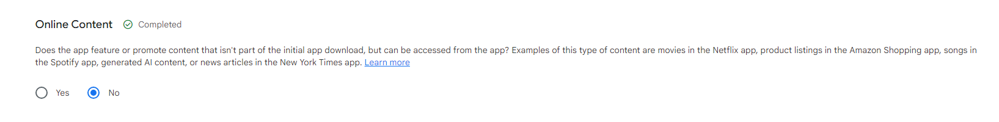 Online Content Completed
Does the app feature or promote content that isn't part of the initial app download, but can be accessed from the app? Examples of this type of content are movies in the Netflix app, product listings in the Amazon Shopping app, songs in
the Spotify app, generated AI content, or news articles in the New York Times app. Learn more
Yes No